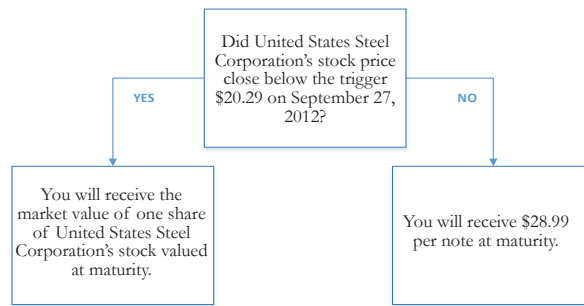 Did United States Steel
Corporation's stock price
close below the trigger
$20.29 on September 27,
2012?
YES
NO
You will receive the
market value of one share
of United States Steel
Corporation's stock valued
at maturity.
You will receive $28.99
per note at maturity.